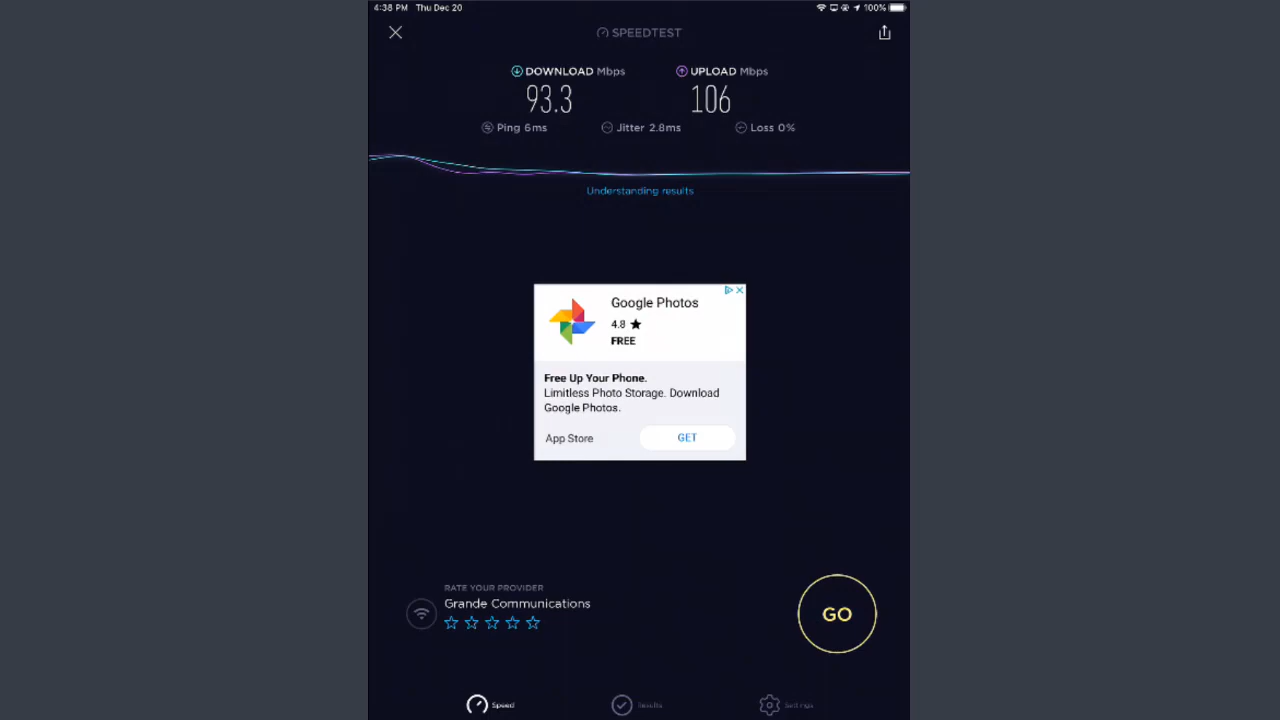 4:38 PM Thu Dec 20
100%
SPEEDTEST
DOWNLOAD Mbps
UPLOAD Mbps
93.3
106
Ping 6ms
Jitter 2.8ms
Loss 0%
Understanding results
Google Photos
4.8 ★
FREE
Free Up Your Phone.
Limitless Photo Storage. Download
Google Photos.
App Store
GET
RATE YOUR PROVIDER
Grande Communications
GO
Speed
Results
Settings